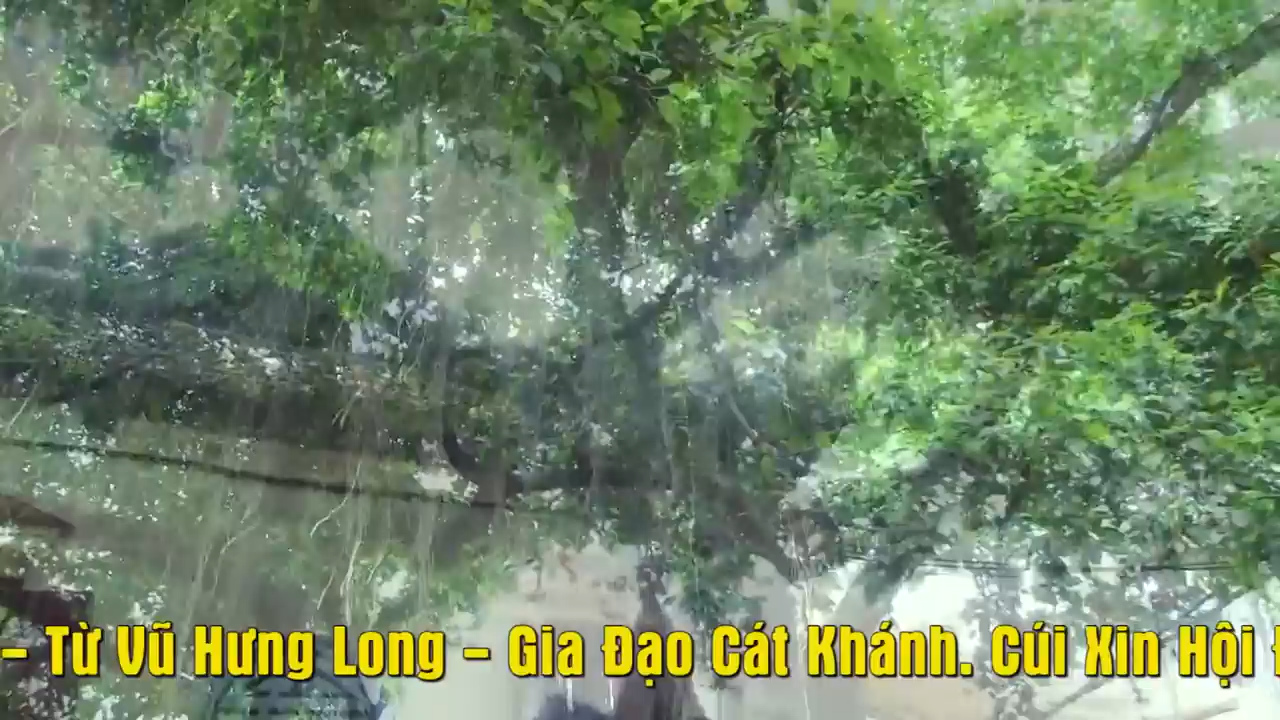 – Từ Vũ Hưng Long – Gia Đạo Cát Khánh. Cúi Xin Hội